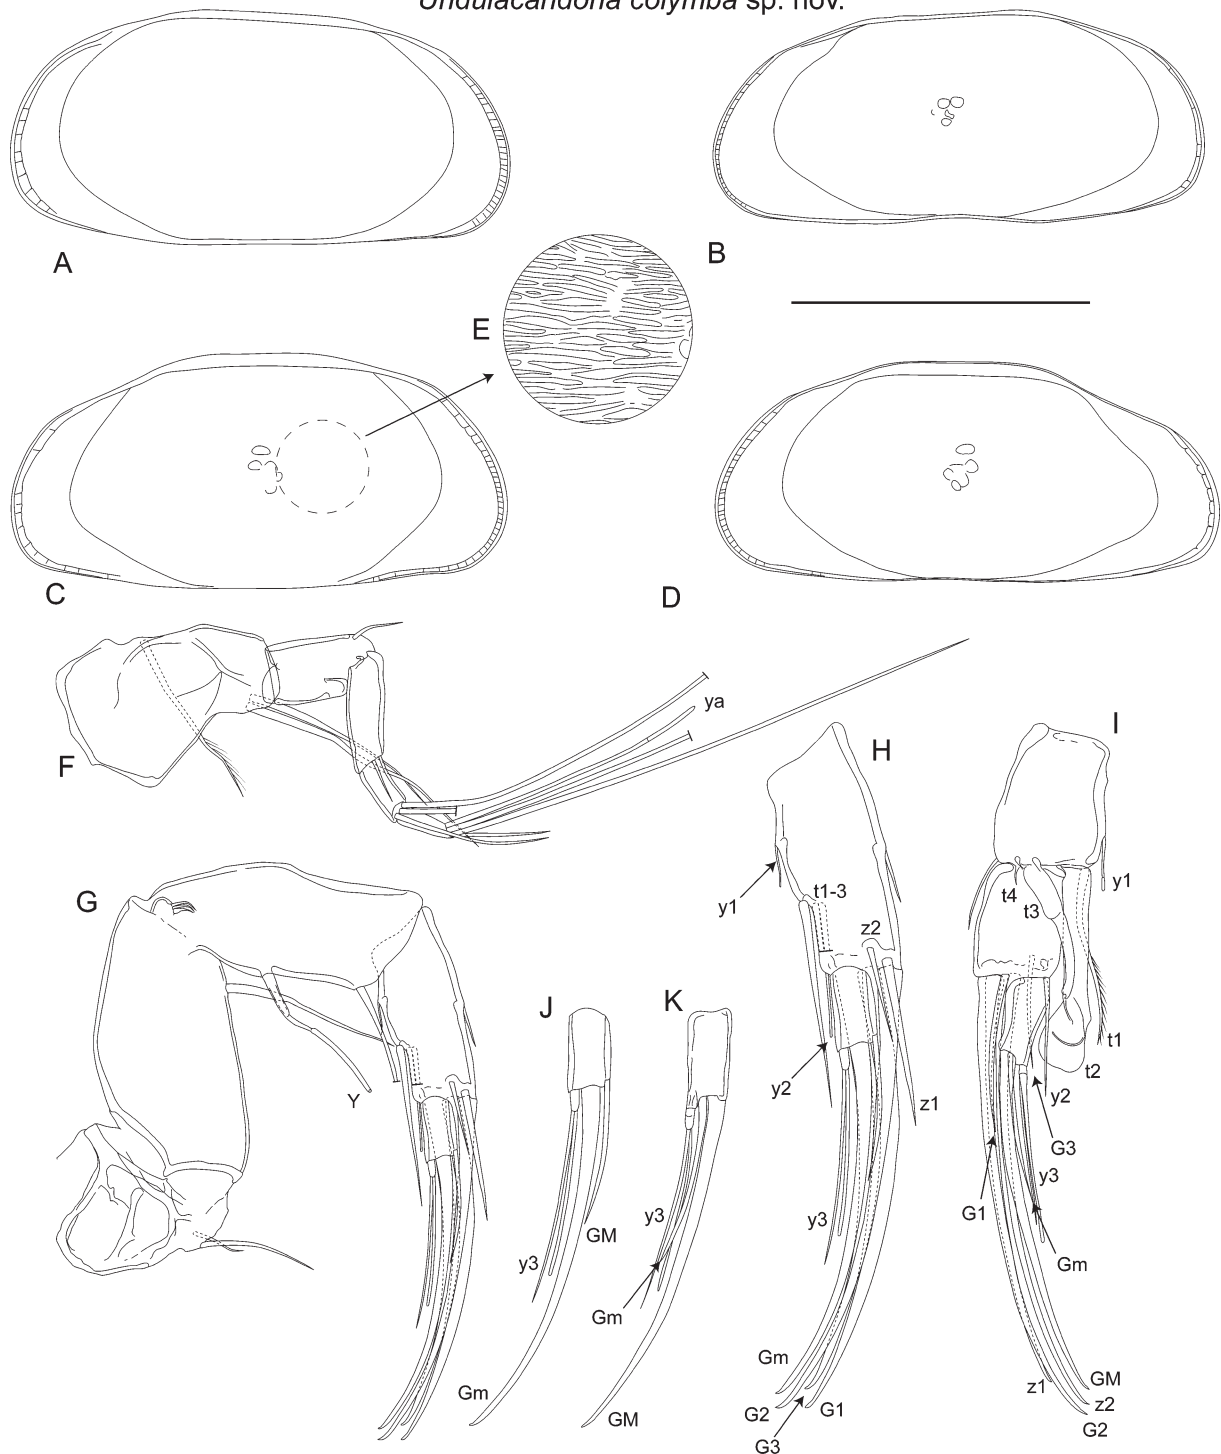 Undulacandona colymba sp. nov.
A
B
E
C
D
ya
F
H
I
G
y1
t1-3
z2
t4
t3
y1
J
K
t1
t2
Y
y2
z1
y2
G3
y3
G1
y3
GM
y3
y3
Gm
Gm
Gm
Gm
GM
z1
GM
z2
G2
G1
G2
G3